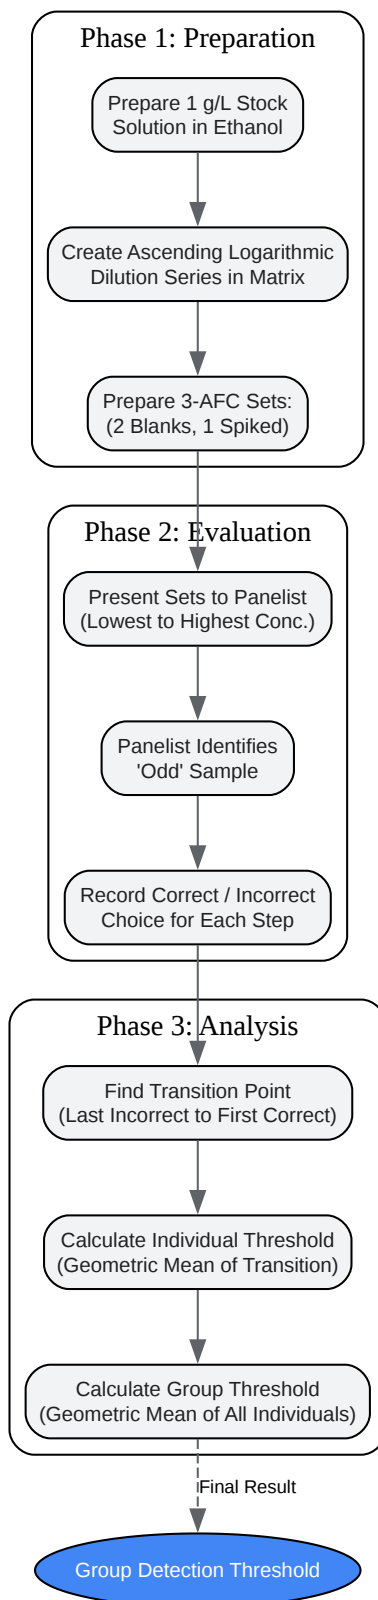 Phase 1: Preparation
Prepare 1 g/L Stock
Solution in Ethanol
Create Ascending Logarithmic
Dilution Series in Matrix
Prepare 3-AFC Sets:
(2 Blanks, 1 Spiked)
Phase 2: Evaluation
Present Sets to Panelist
(Lowest to Highest Conc.)
Panelist Identifies
'Odd' Sample
Record Correct / Incorrect
Choice for Each Step
Phase 3: Analysis
Find Transition Point
(Last Incorrect to First Correct)
Calculate Individual Threshold
(Geometric Mean of Transition)
Calculate Group Threshold
(Geometric Mean of All Individuals)
Final Result
Group Detection Threshold